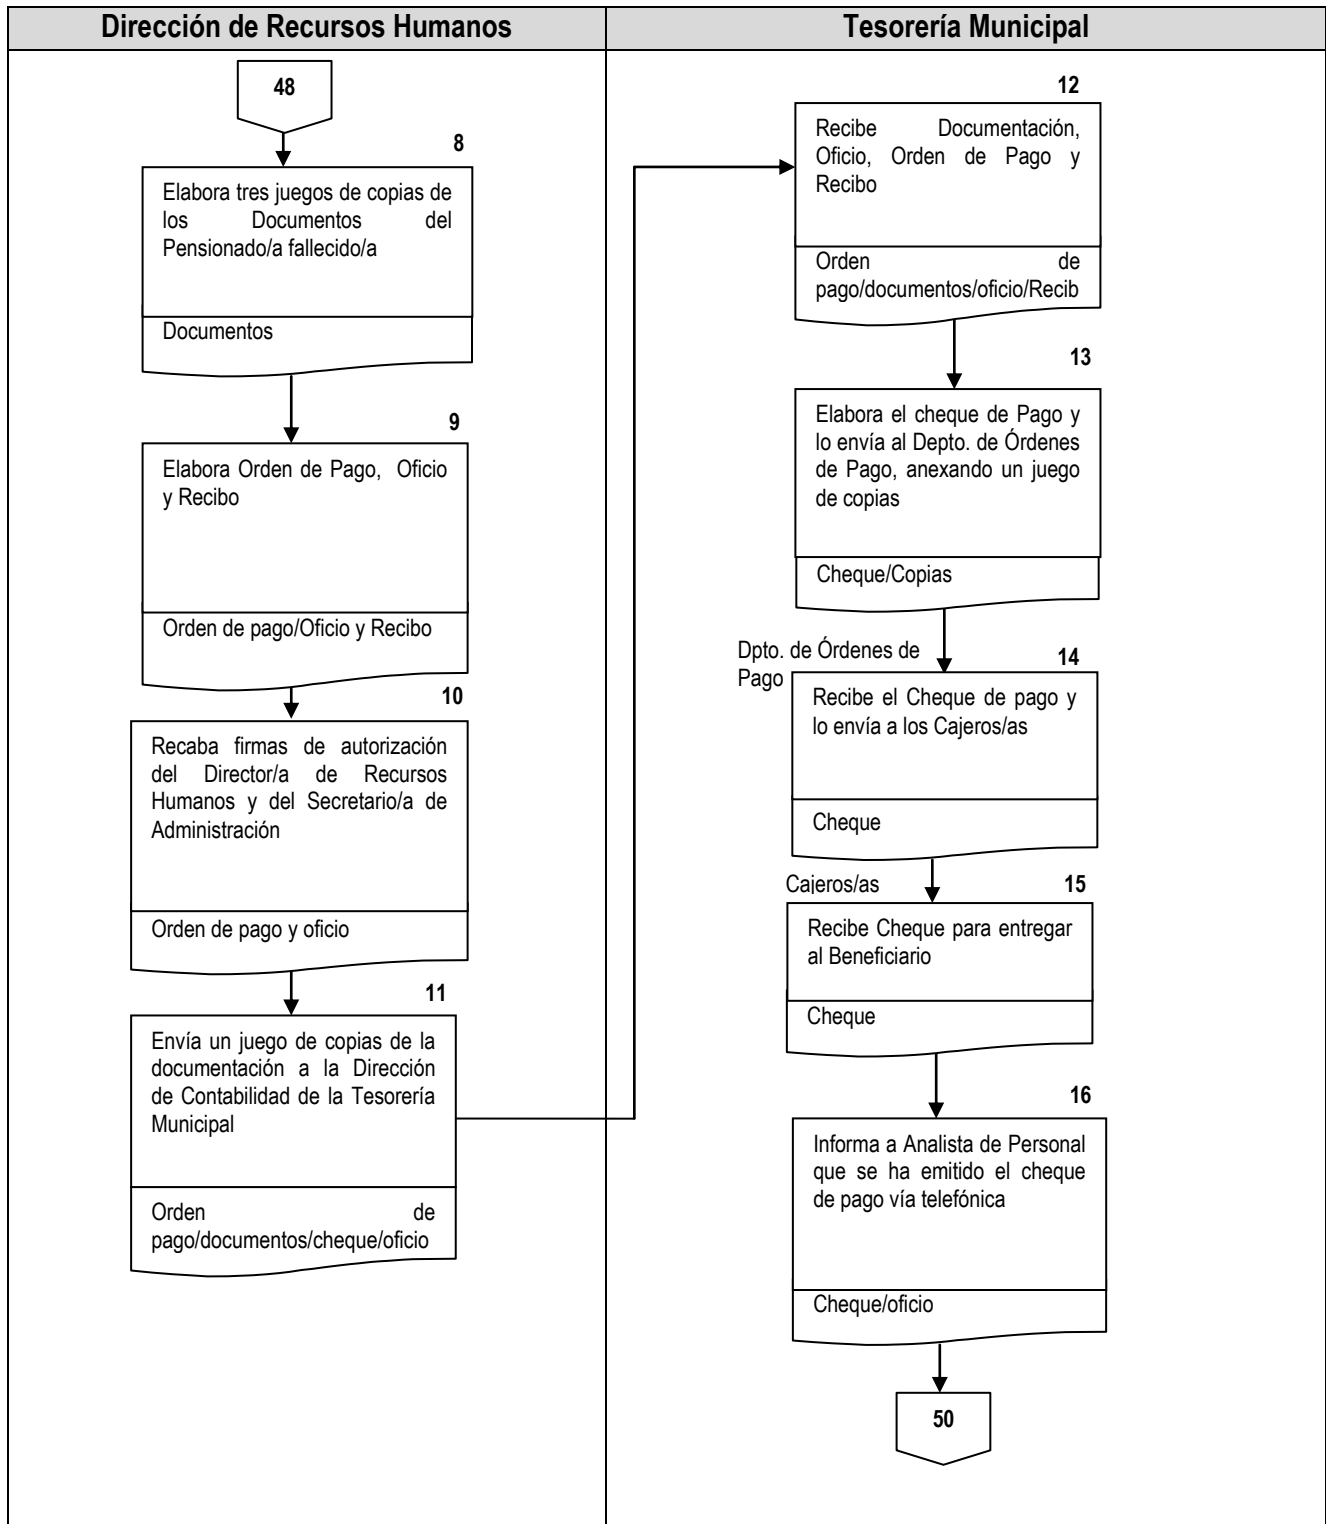 Dirección de Recursos Humanos
Tesorería Municipal
48
8
Elabora tres juegos de copias de
los Documentos del
Pensionado/a fallecido/a
Documentos
9
Elabora Orden de Pago, Oficio
y Recibo
Orden de pago/Oficio y Recibo
10
Recaba firmas de autorización
del Director/a de Recursos
Humanos y del Secretario/a de
Administración
Orden de pago y oficio
11
Envía un juego de copias de la
documentación a la Dirección
de Contabilidad de la Tesorería
Municipal
Orden de
pago/documentos/cheque/oficio
12
Recibe Documentación,
Oficio, Orden de Pago y
Recibo
Orden de
pago/documentos/oficio/Recib
13
Elabora el cheque de Pago y
lo envía al Depto. de Órdenes
de Pago, anexando un juego
de copias
Cheque/Copias
Dpto. de Órdenes de
Pago
14
Recibe el Cheque de pago y
lo envía a los Cajeros/as
Cheque
Cajeros/as
15
Recibe Cheque para entregar
al Beneficiario
Cheque
16
Informa a Analista de Personal
que se ha emitido el cheque
de pago vía telefónica
Cheque/oficio
50